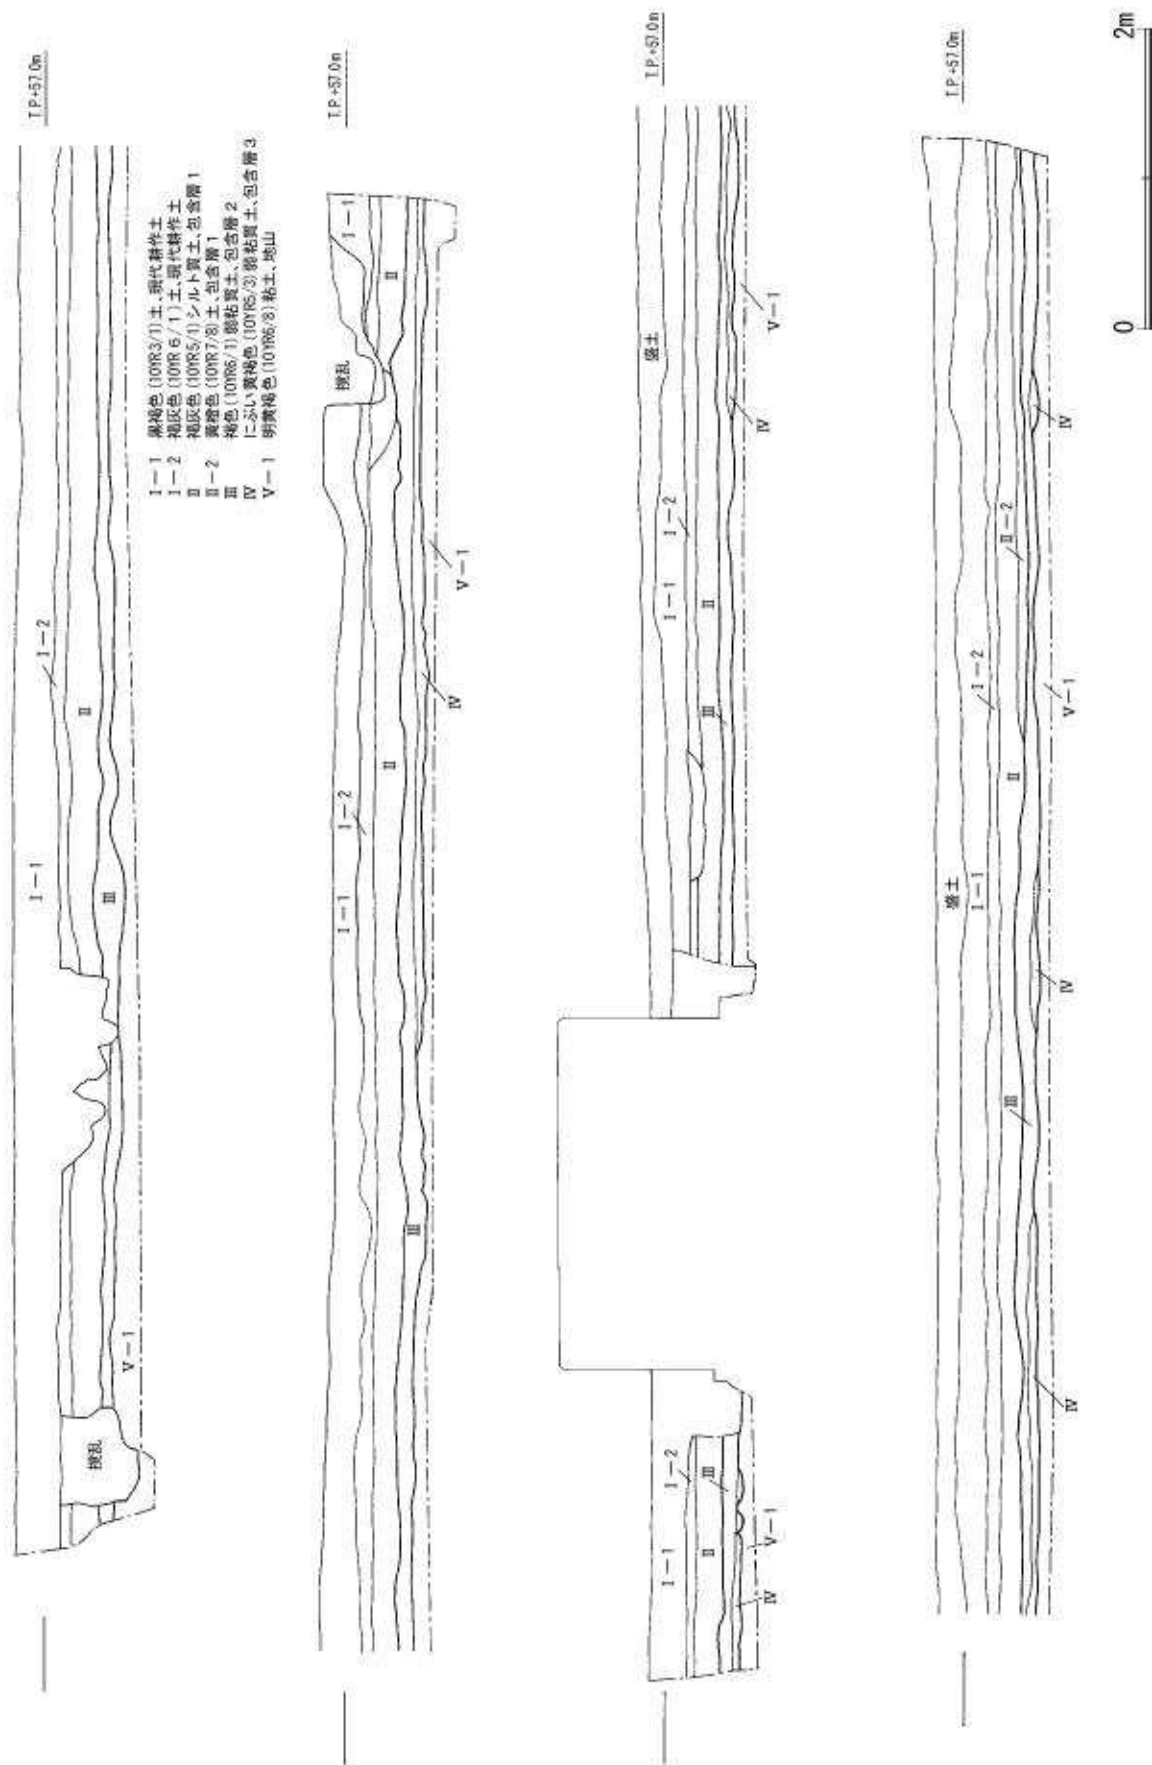 T.P.+57.0m
I-1
I-2
II
III
V-1
撹乱
I-1 黒褐色(10YR3/1)土、現代耕作土
I-2 褐灰色(10YR 6/1)土、現代耕作土
II 褐灰色(10YR5/1)シルト質土、包含層1
II-2 黄橙色(10YR7/8)土、包含層1
III 褐色(10YR6/1)弱粘質土、包含層2
IV にぶい黄褐色(10YR5/3)弱粘質土、包含層3
V-1 明黄褐色(10YR6/8)粘土、地山
T.P.+57.0m
I-1
撹乱
II
I-1
I-2
II
III
IV
V-1
T.P.+57.0m
盛土
I-1
I-2
II
III
IV
V-1
I-1
I-2
II
III
IV
V-1
T.P.+57.0m
盛土
I-1
I-2
II
II-2
III
IV
IV
IV
V-1
0
2m